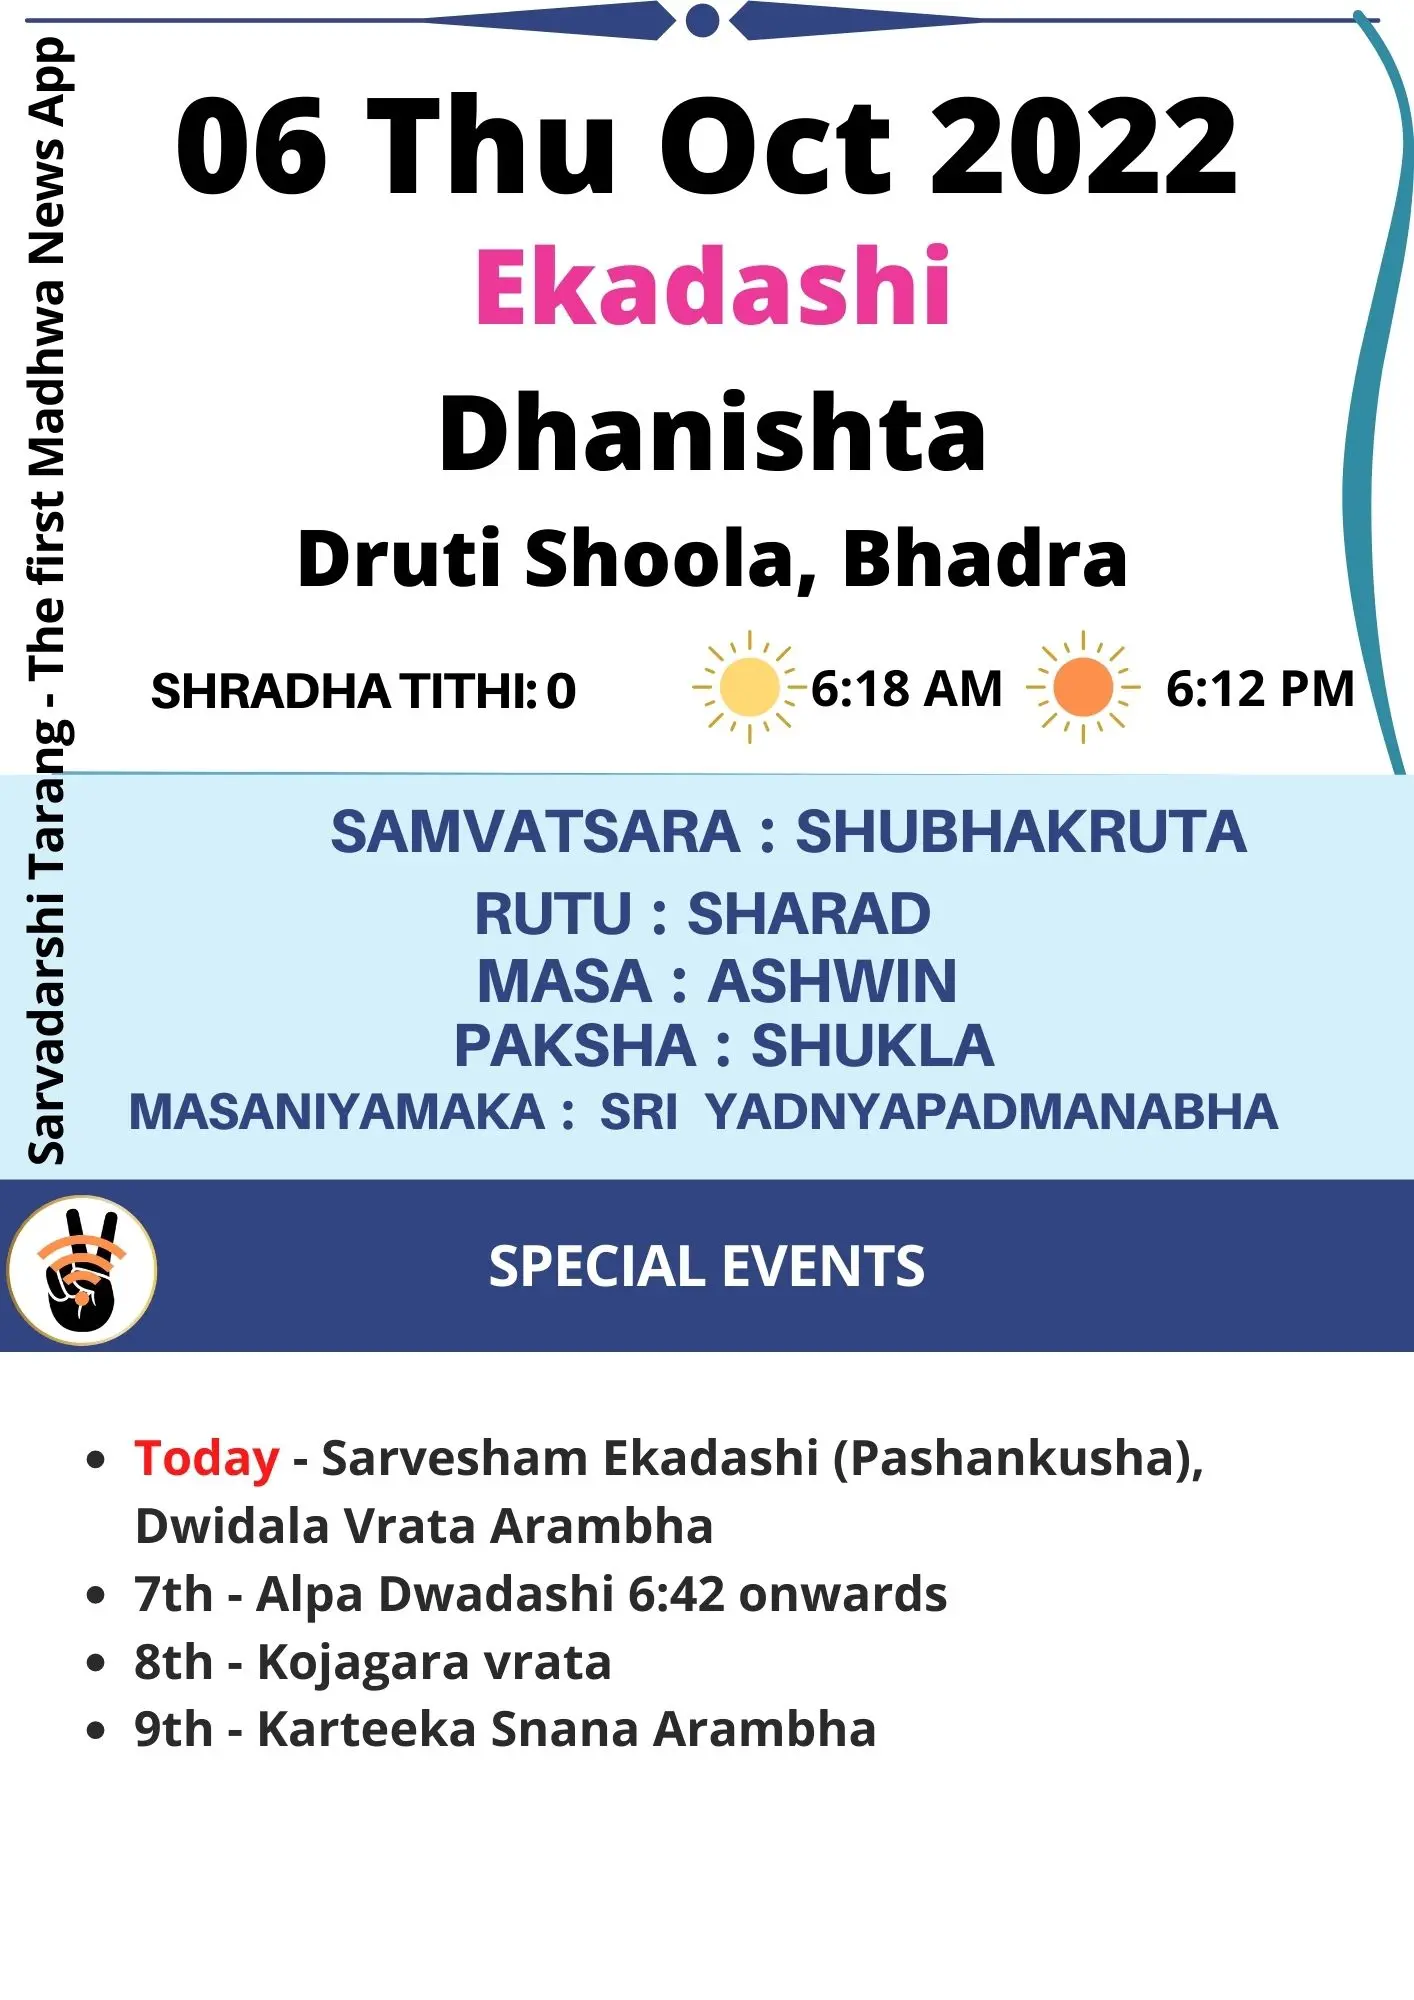 Sarvadarshi Tarang - The first Madhwa News App
06 Thu Oct 2022
Ekadashi
Dhanishta
Druti Shoola, Bhadra
SHRADHA TITHI: 0
6:18 AM
6:12 PM
SAMVATSARA : SHUBHAKRUTA
RUTU : SHARAD
MASA : ASHWIN
PAKSHA : SHUKLA
MASANIYAMAKA : SRI YADNYAPADMANABHA
SPECIAL EVENTS
• Today - Sarvesham Ekadashi (Pashankusha),
Dwidala Vrata Arambha
• 7th - Alpa Dwadashi 6:42 onwards
• 8th - Kojagara vrata
• 9th - Karteeka Snana Arambha